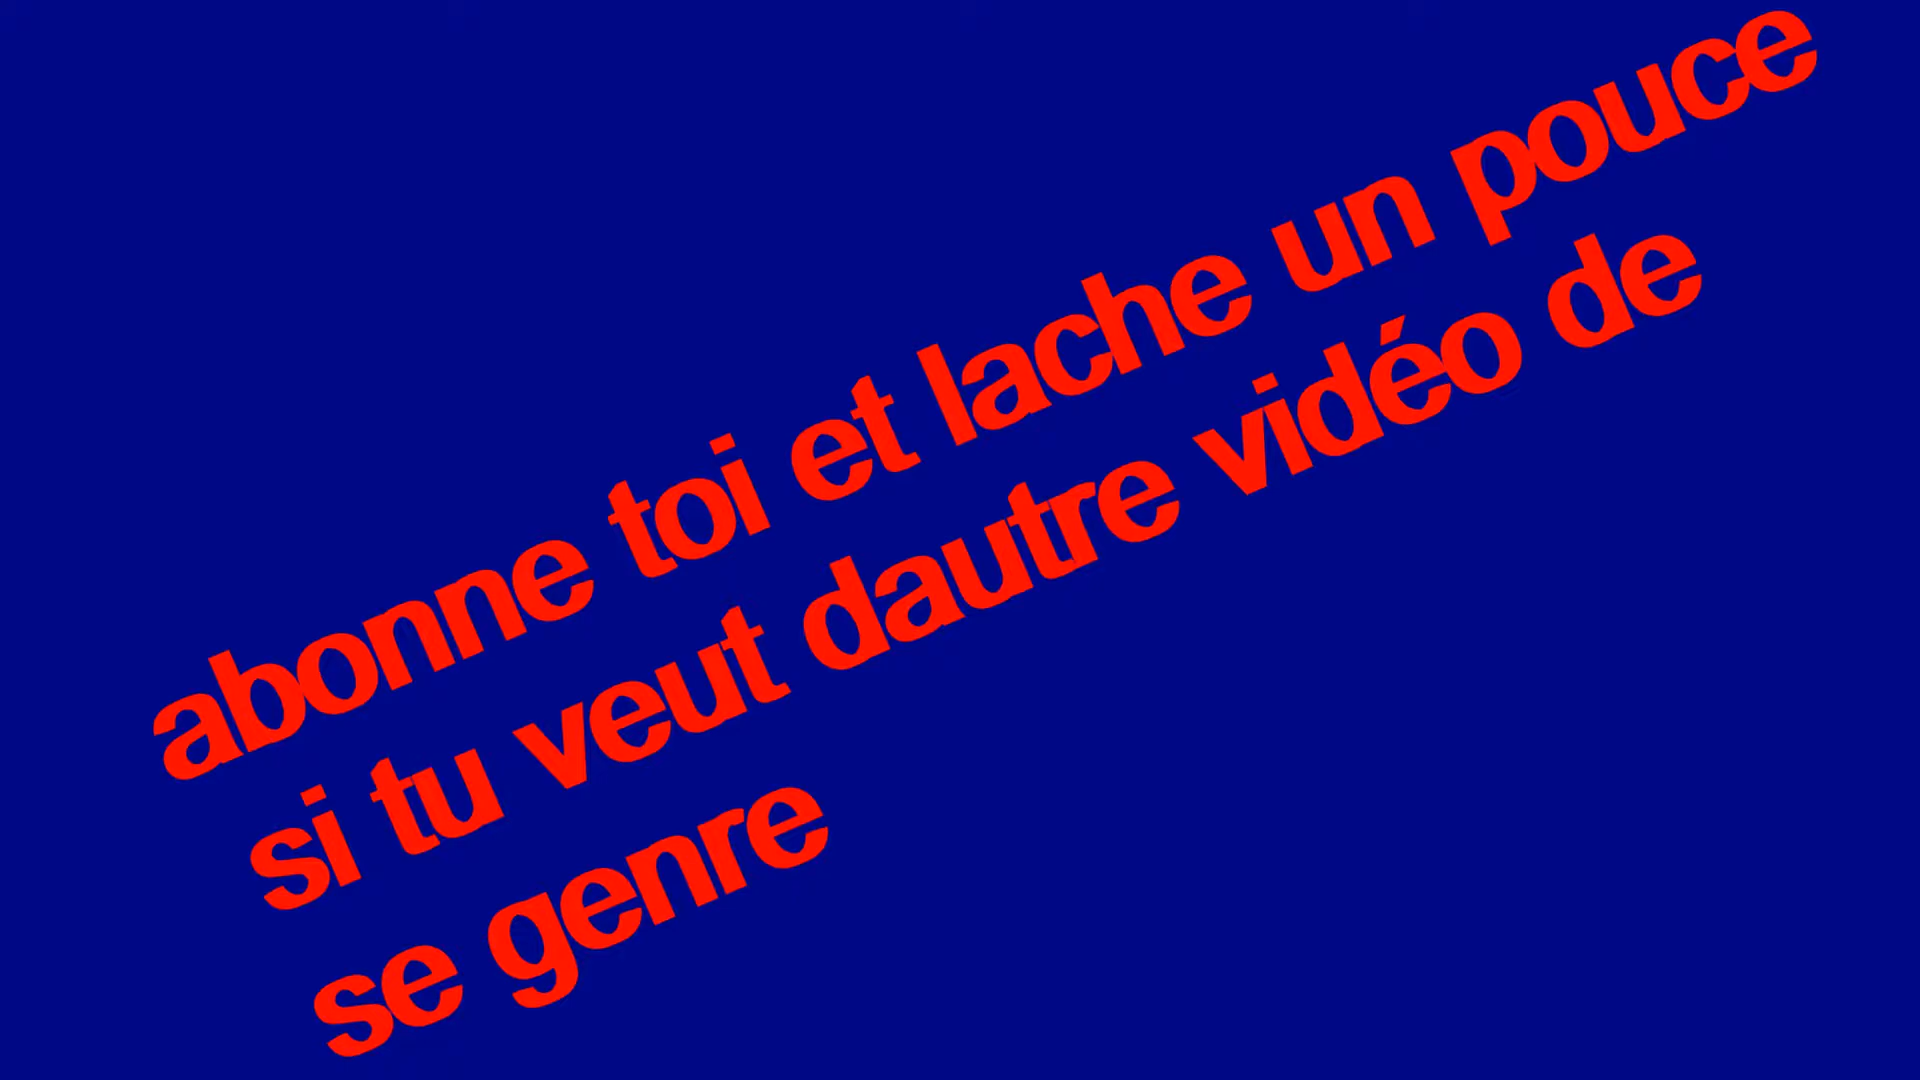 abonne toi et lache un pouce
si tu veut dautre vidéo de
se genre